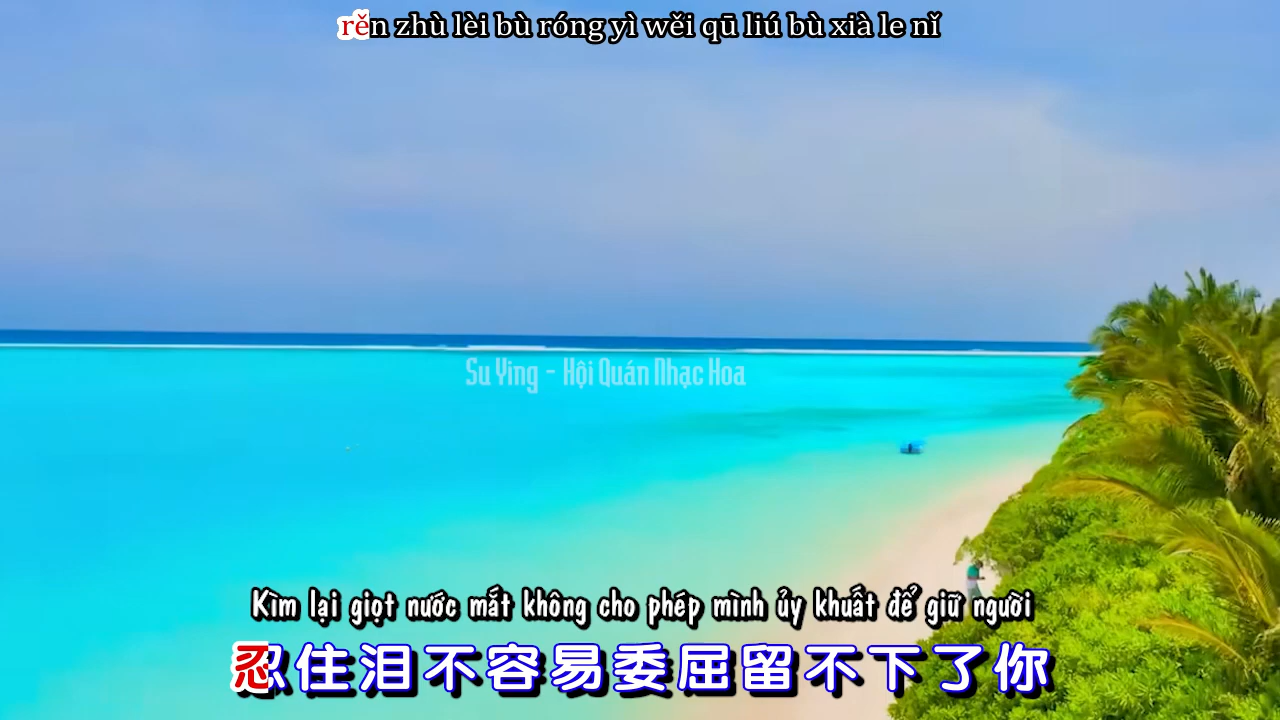 rěn zhù lèi bù róng yì wěi qū liú bù xià le nǐ
Su Ying - Hội Quán Nhạc Hoa
Kìm lại giọt nước mắt không cho phép mình ủy khuất để giữ người
忍住泪不容易委屈留不下了你